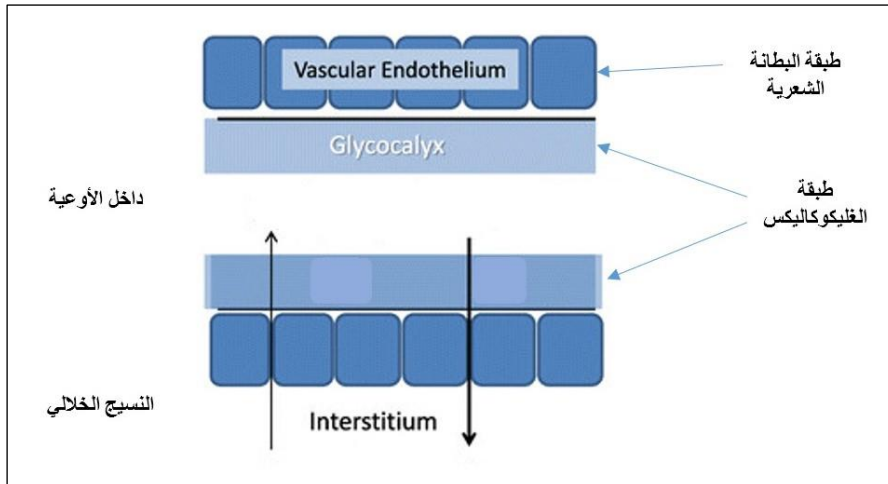 Vascular Endothelium
طبقة البطانة
الشعرية
Glycocalyx
داخل الأوعية
طبقة
الغليكوكاليكس
النسيج الخلالي
Interstitium